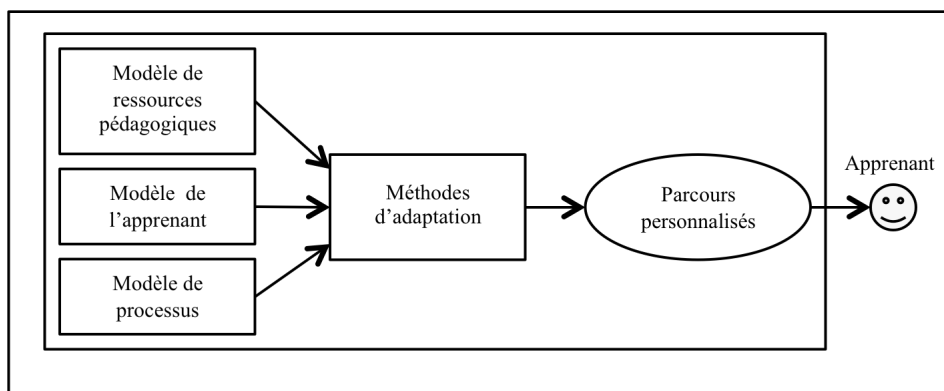 Modèle de
ressources
pédagogiques
Modèle de
l’apprenant
Modèle de
processus
Méthodes
d’adaptation
Parcours
personnalisés
Apprenant